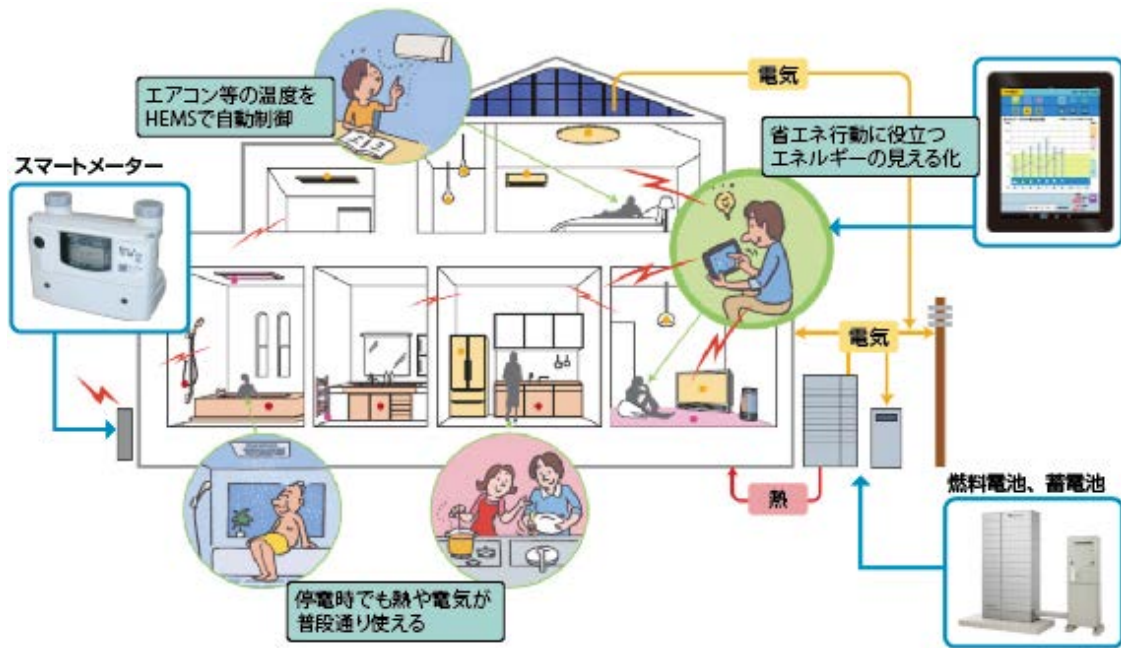 エアコン等の温度を
HEMSで自動制御
電気
省エネ行動に役立つ
エネルギーの見える化
スマートメーター
電気
熱
燃料電池、蓄電池
停電時でも熱や電気が
普段通り使える